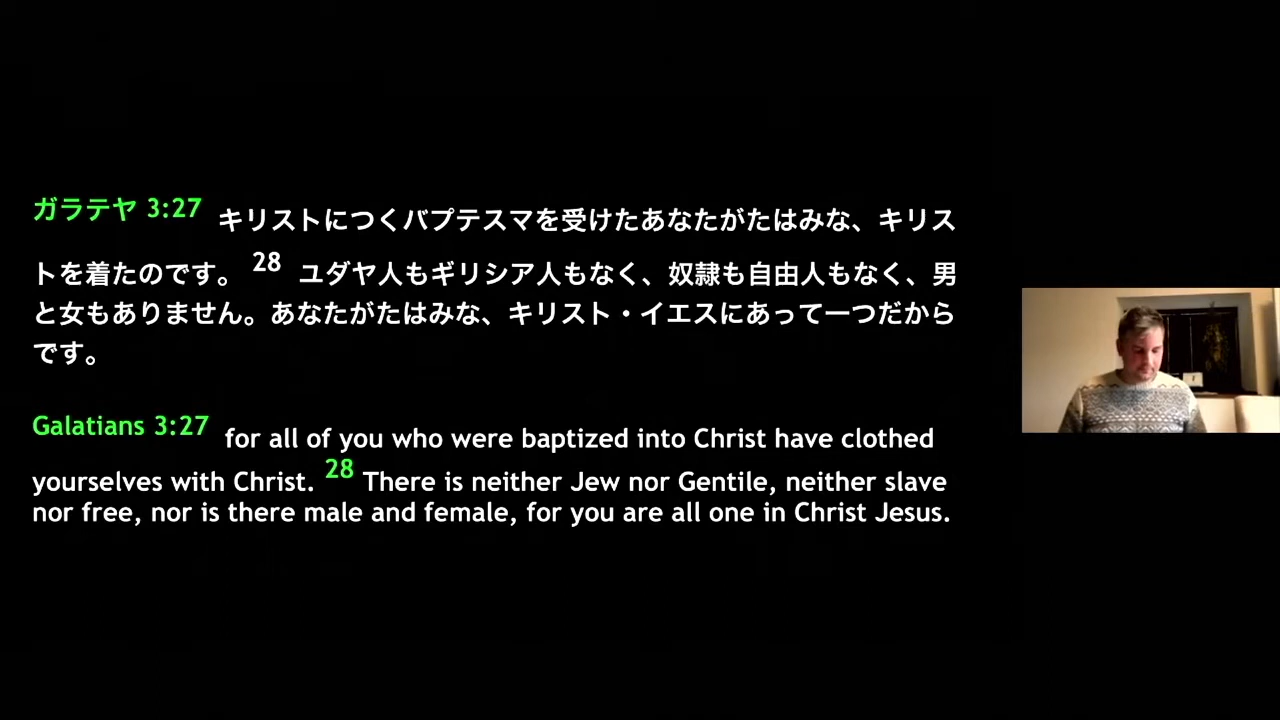 ガラテヤ 3:27 キリストにつくバプテスマを受けたあなたがたはみな、キリス
トを着たのです。 28 ユダヤ人もギリシア人もなく、奴隷も自由人もなく、男
と女もありません。あなたがたはみな、キリスト・イエスにあって一つだから
です。
Galatians 3:27 for all of you who were baptized into Christ have clothed
yourselves with Christ. 28 There is neither Jew nor Gentile, neither slave
nor free, nor is there male and female, for you are all one in Christ Jesus.